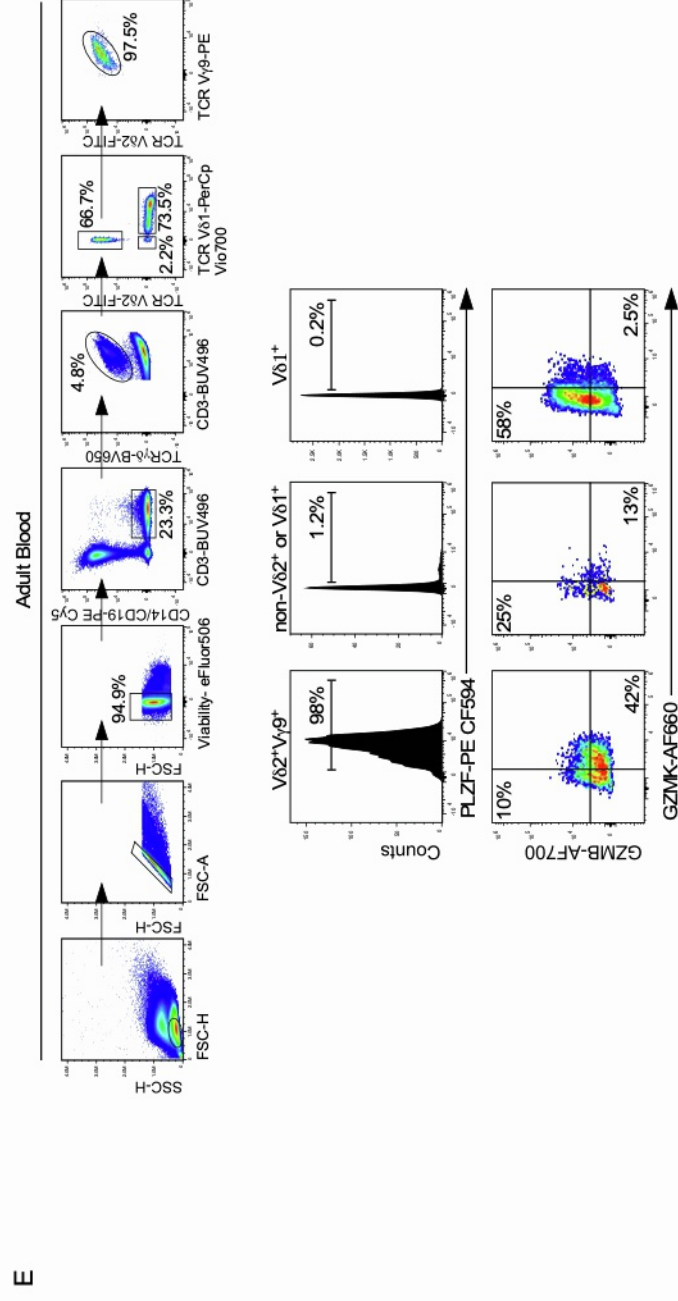 E
Adult Blood
SSC-H
FSC-H
FSC-H
FSC-A
94.9%
FSC-H
Viability- eFluor506
23.3%
CD14/CD19-PE Cy5
CD3-BUV496
4.8%
TCRγδ-BV650
CD3-BUV496
66.7%
2.2% 73.5%
TCR Vδ2-FITC
TCR Vδ1-PerCp
Vio700
97.5%
TCR Vδ2-FITC
TCR Vγ9-PE
Vδ2+Vγ9+
98%
Counts
non-Vδ2+ or Vδ1+
1.2%
Vδ1+
0.2%
PLZF-PE CF594
10%
42%
GZMB-AF700
25%
13%
58%
2.5%
GZMK-AF660